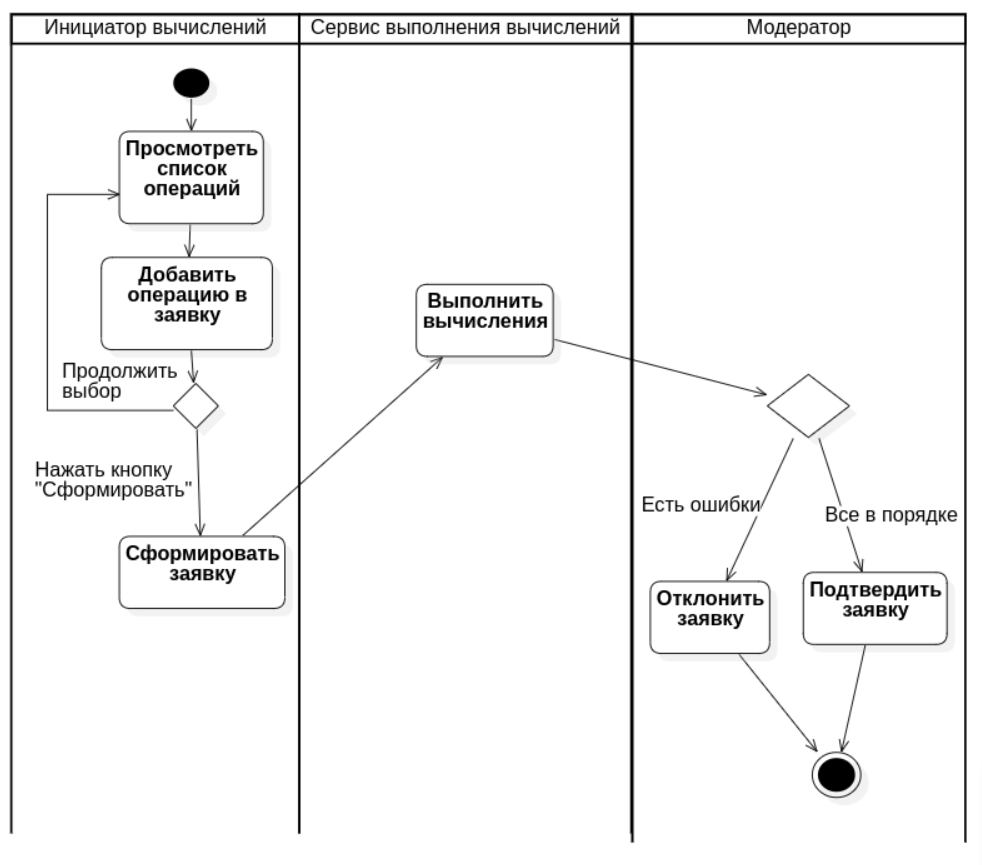 Инициатор вычислений
Сервис выполнения вычислений
Модератор
Просмотреть
список
операций
Добавить
операцию в
заявку
Продолжить
выбор
Нажать кнопку
"Сформировать"
Сформировать
заявку
Выполнить
вычисления
Есть ошибки
Все в порядке
Отклонить
заявку
Подтвердить
заявку